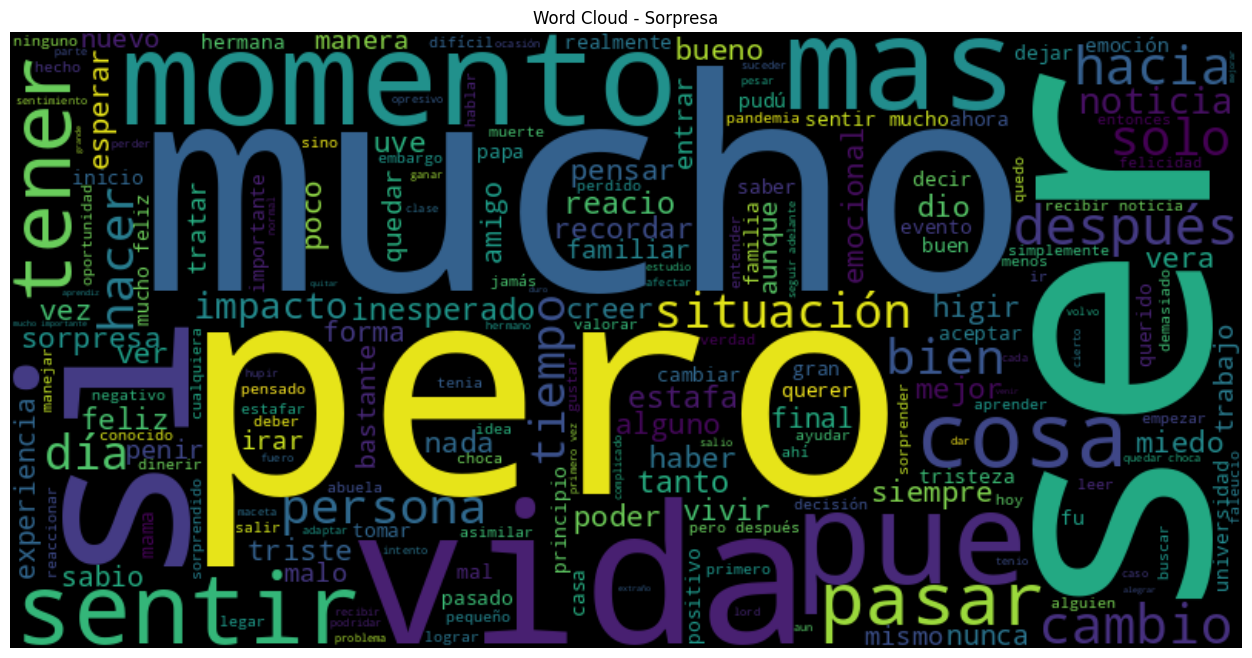 Word Cloud - Sorpresa
ninguno nuevo hermana manera difícil ocasión realmente bueno dejar emoción hacia
parte hecho momento suceder mas mejorar
sentimiento tener esperar opresivo hablar pesar pudú noticia
grande perder mucho entrar pandemia sentir mucho ahora entonces solo
sino uve muerte papa felicidad
inicio hacer tratar importante normal poco embargo ganar pensar saber emocional decir quedo ser
oportunidad mucho feliz quedar clase amigo perdido reacio recordar familiar familia aunque dio evento buen recibir noticia después
aprendir quitar jamás estudio afectar entender seguir adelante simplemente menos ir vera
vez impacto inesperado creer situación higir querido demasiado
mucho importante sorpresa ver forma hermano valorar verdad aceptar volvo cierto trabajo
si cualquiera pero tiempo bien cada
manejar negativo hupir pensado tenia cambiar gran querer mejor aprender empezar
experiencia feliz estafar deber bastante idea primero vez gustar estafa alguno final ayudar sorprender cosa miedo
día conocido penir irar nada choca salio haber ahí dar quedar choca
dinerir fuero complicado tanto tristeza leer
reaccionar mama sorprendido abuela persona principio decisión siempre hoy universidad faleucio
maceta salir adaptar tomar asimilar poder vivir pero después pue fu buscar
triste intento vida primero tenio caso
sabio malo mal casa extraño positivo pasar alegrar
sentir legar recibir podridar pasado pequeño lord alguien cambio
problema lograr aun mismo nunca